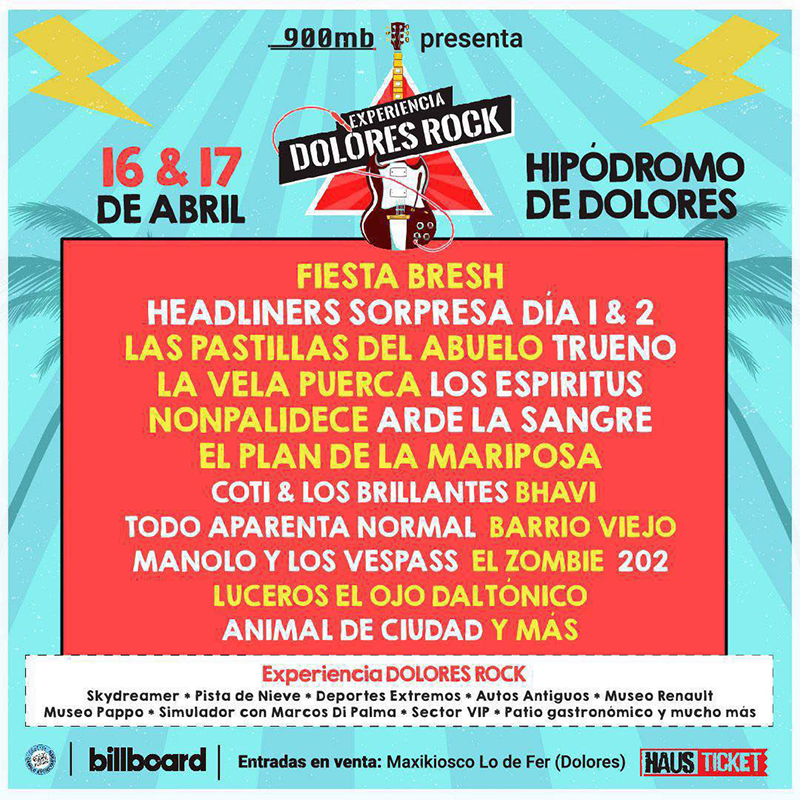 900mb presenta
EXPERIENCIA
DOLORES ROCK
16 & 17
DE ABRIL
HIPÓDROMO
DE DOLORES
FIESTA BRESH
HEADLINERS SORPRESA DÍA 1 & 2
LAS PASTILLAS DEL ABUELO TRUENO
LA VELA PUERCA LOS ESPIRITUS
NONPALIDECE ARDE LA SANGRE
EL PLAN DE LA MARIPOSA
COTI & LOS BRILLANTES BHAVI
TODO APARENTA NORMAL BARRIO VIEJO
MANOLO Y LOS VESPASS EL ZOMBIE 202
LUCEROS EL OJO DALTÓNICO
ANIMAL DE CIUDAD Y MÁS
Experiencia DOLORES ROCK
Skydreamer * Pista de Nieve * Deportes Extremos * Autos Antiguos * Museo Renault
Museo Pappo * Simulador con Marcos Di Palma * Sector VIP * Patio gastronómico y mucho más
billboard
Entradas en venta: Maxikiosco Lo de Fer (Dolores)
HAUS TICKET